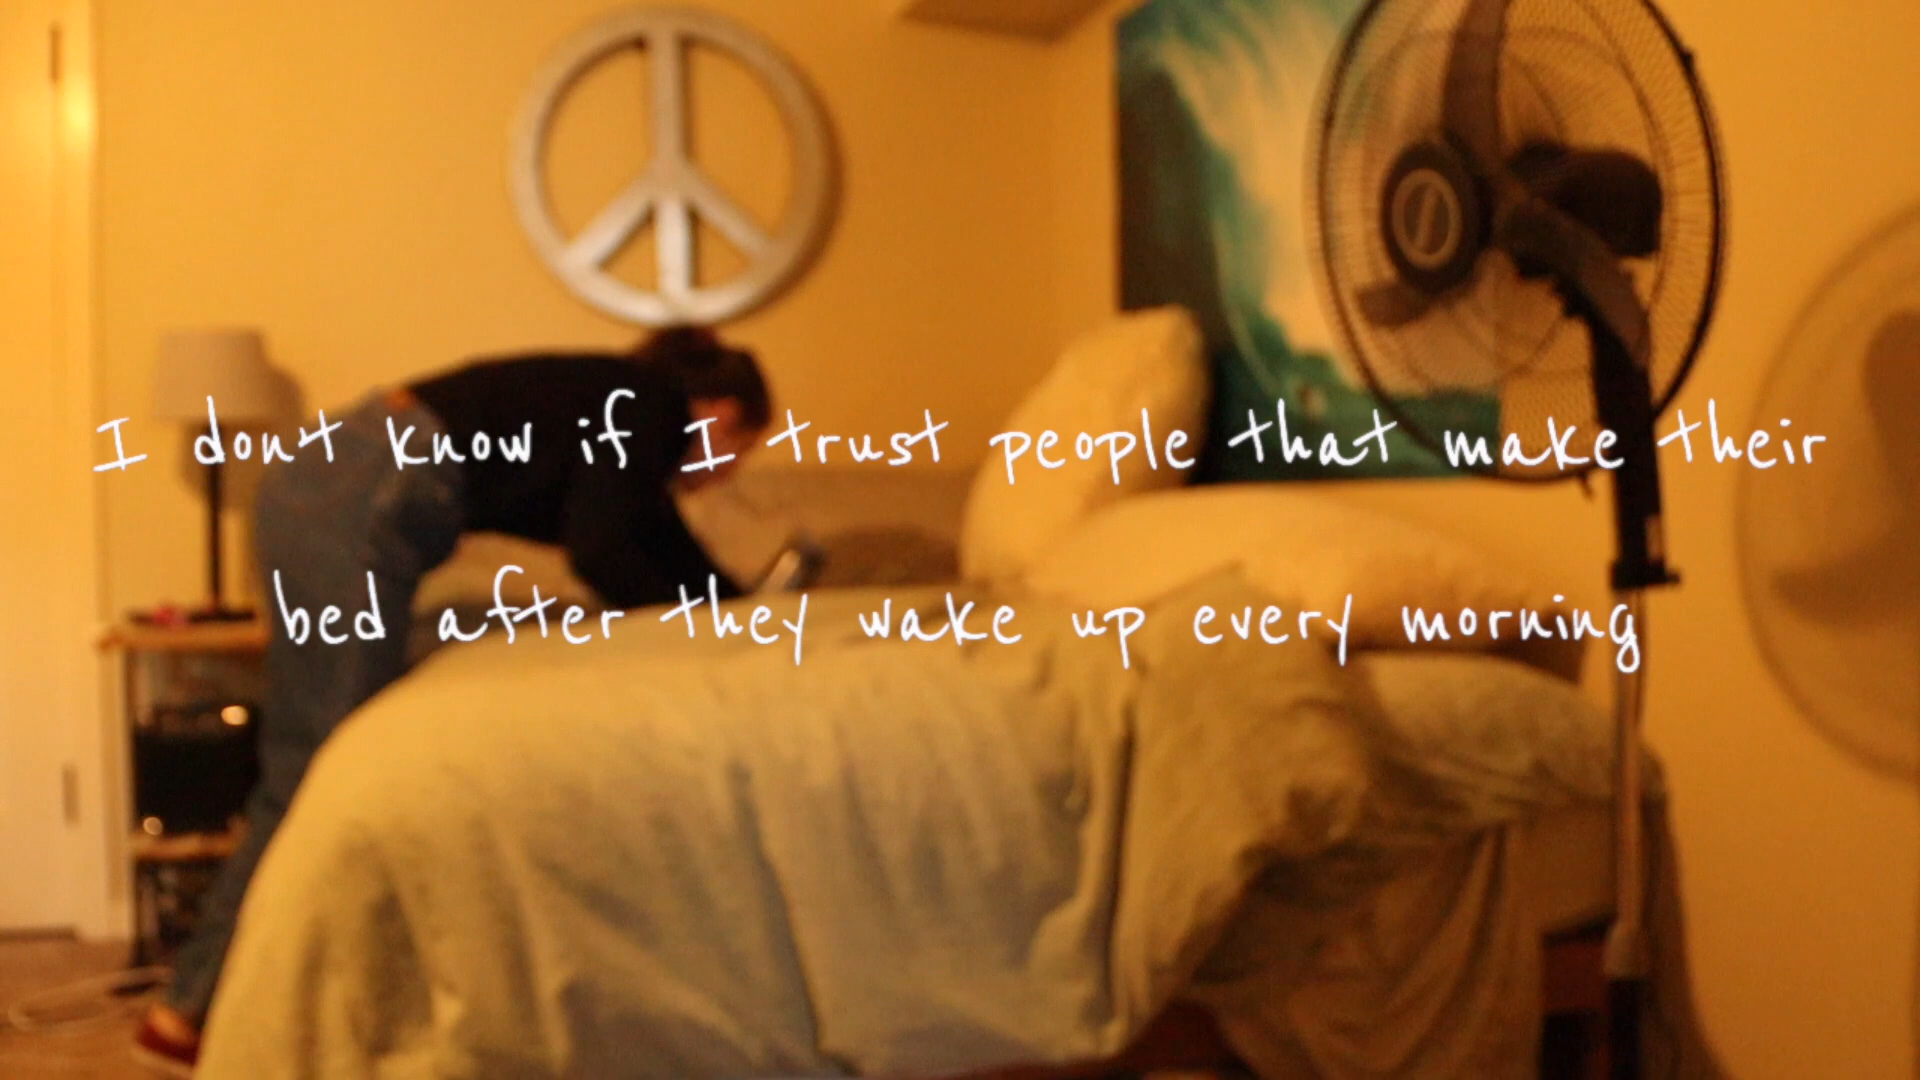 I don't know if I trust people that make their
bed after they wake up every morning